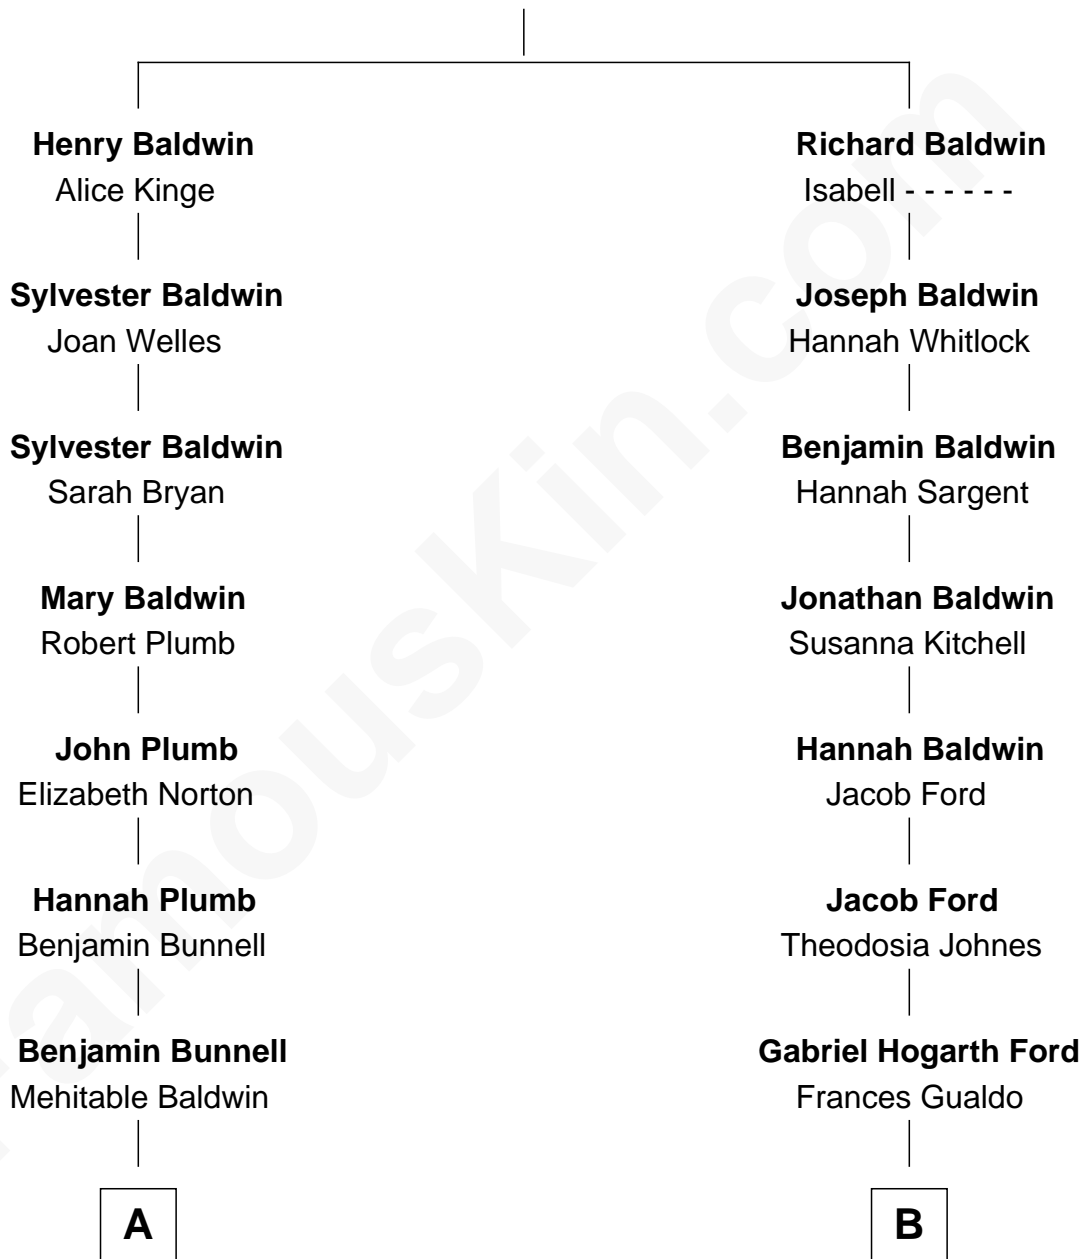 Henry Baldwin
Alice Kinge
Sylvester Baldwin
Joan Welles
Sylvester Baldwin
Sarah Bryan
Mary Baldwin
Robert Plumb
John Plumb
Elizabeth Norton
Hannah Plumb
Benjamin Bunnell
Benjamin Bunnell
Mehitable Baldwin
A
Richard Baldwin
Isabell - - - - - -
Joseph Baldwin
Hannah Whitlock
Benjamin Baldwin
Hannah Sargent
Jonathan Baldwin
Susanna Kitchell
Hannah Baldwin
Jacob Ford
Jacob Ford
Theodosia Johnes
Gabriel Hogarth Ford
Frances Gualdo
B
FamousKin.com